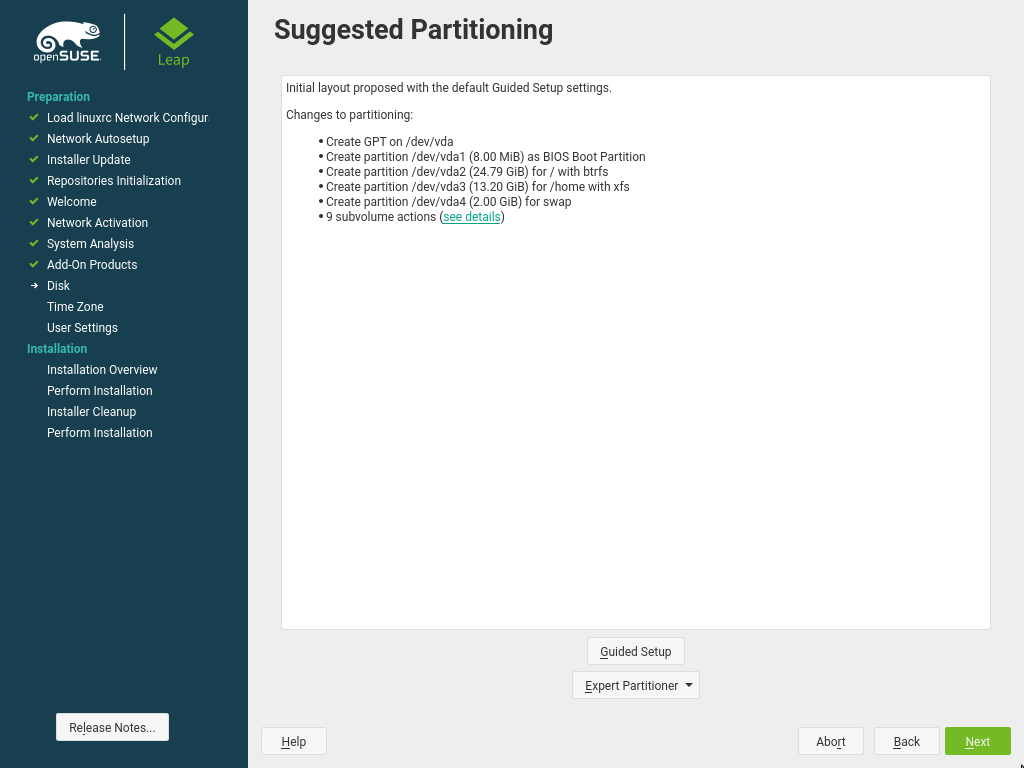 openSUSE
Leap
Preparation
Load linuxrc Network Configur
Network Autosetup
Installer Update
Repositories Initialization
Welcome
Network Activation
System Analysis
Add-On Products
Disk
Time Zone
User Settings
Installation
Installation Overview
Perform Installation
Installer Cleanup
Perform Installation
Release Notes...
Suggested Partitioning
Initial layout proposed with the default Guided Setup settings.
Changes to partitioning:
• Create GPT on /dev/vda
• Create partition /dev/vda1 (8.00 MiB) as BIOS Boot Partition
• Create partition /dev/vda2 (24.79 GiB) for / with btrfs
• Create partition /dev/vda3 (13.20 GiB) for /home with xfs
• Create partition /dev/vda4 (2.00 GiB) for swap
• 9 subvolume actions (see details)
Guided Setup
Expert Partitioner
Help
Abort
Back
Next